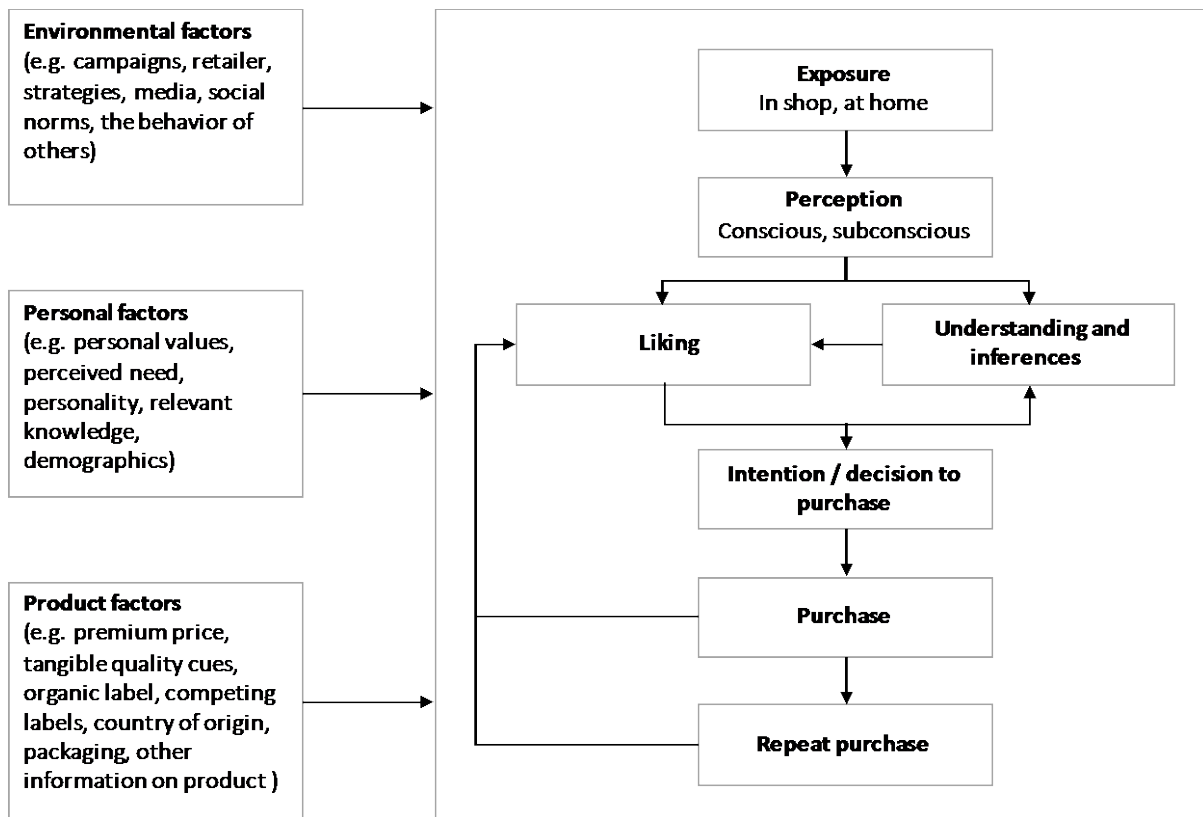 Environmental factors
(e.g. campaigns, retailer,
strategies, media, social
norms, the behavior of
others)
Personal factors
(e.g. personal values,
perceived need,
personality, relevant
knowledge,
demographics)
Product factors
(e.g. premium price,
tangible quality cues,
organic label, competing
labels, country of origin,
packaging, other
information on product )
Exposure
In shop, at home
Perception
Conscious, subconscious
Liking
Understanding and
inferences
Intention / decision to
purchase
Purchase
Repeat purchase